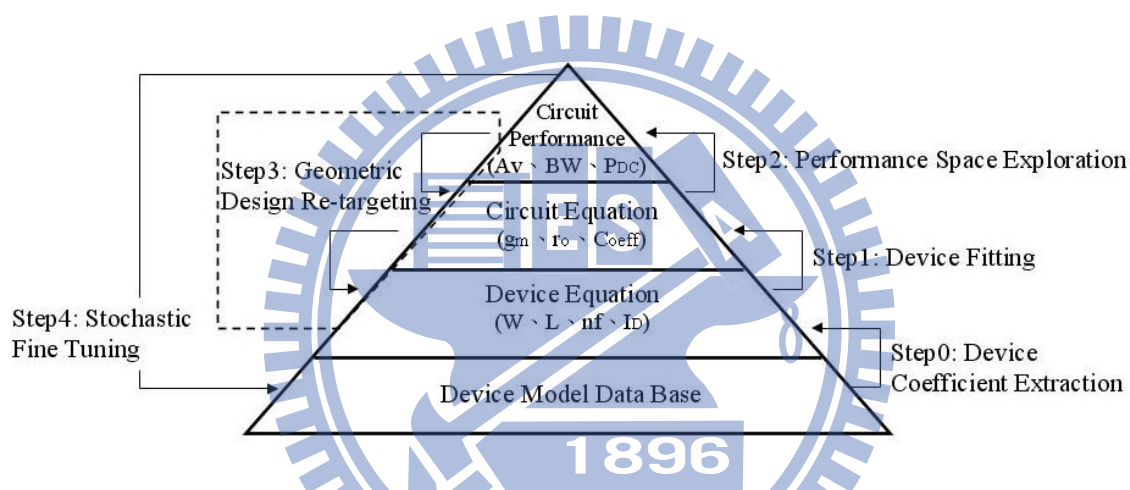 Circuit
Performance
(Av、BW、PDC)
Step3: Geometric
Design Re-targeting
Step2: Performance Space Exploration
Circuit Equation
(gm、ro、Coeff)
Step1: Device Fitting
Device Equation
(W、L、nf、ID)
Step4: Stochastic
Fine Tuning
Step0: Device
Coefficient Extraction
Device Model Data Base
ESA
8
1896